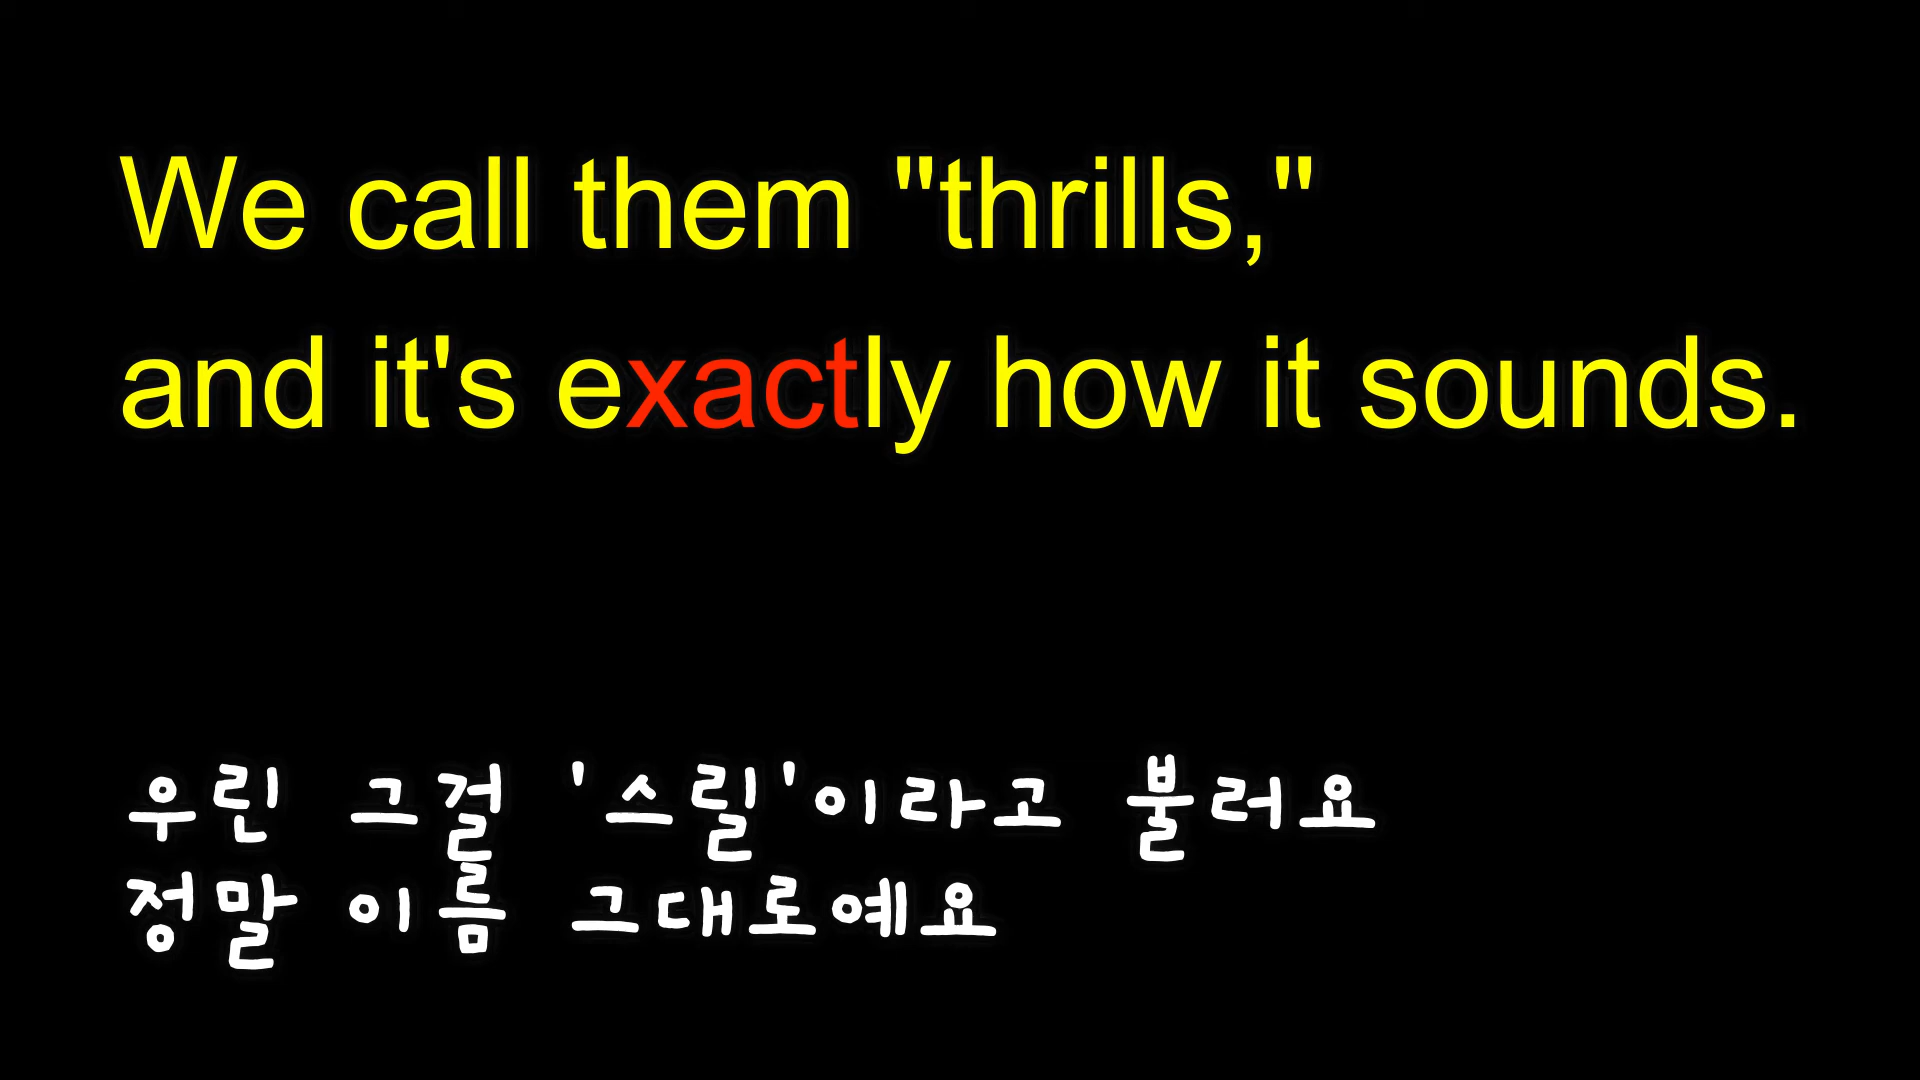 We call them "thrills,"
and it's exactly how it sounds.
우린 그걸 '스릴'이라고 불러요
정말 이름 그대로예요